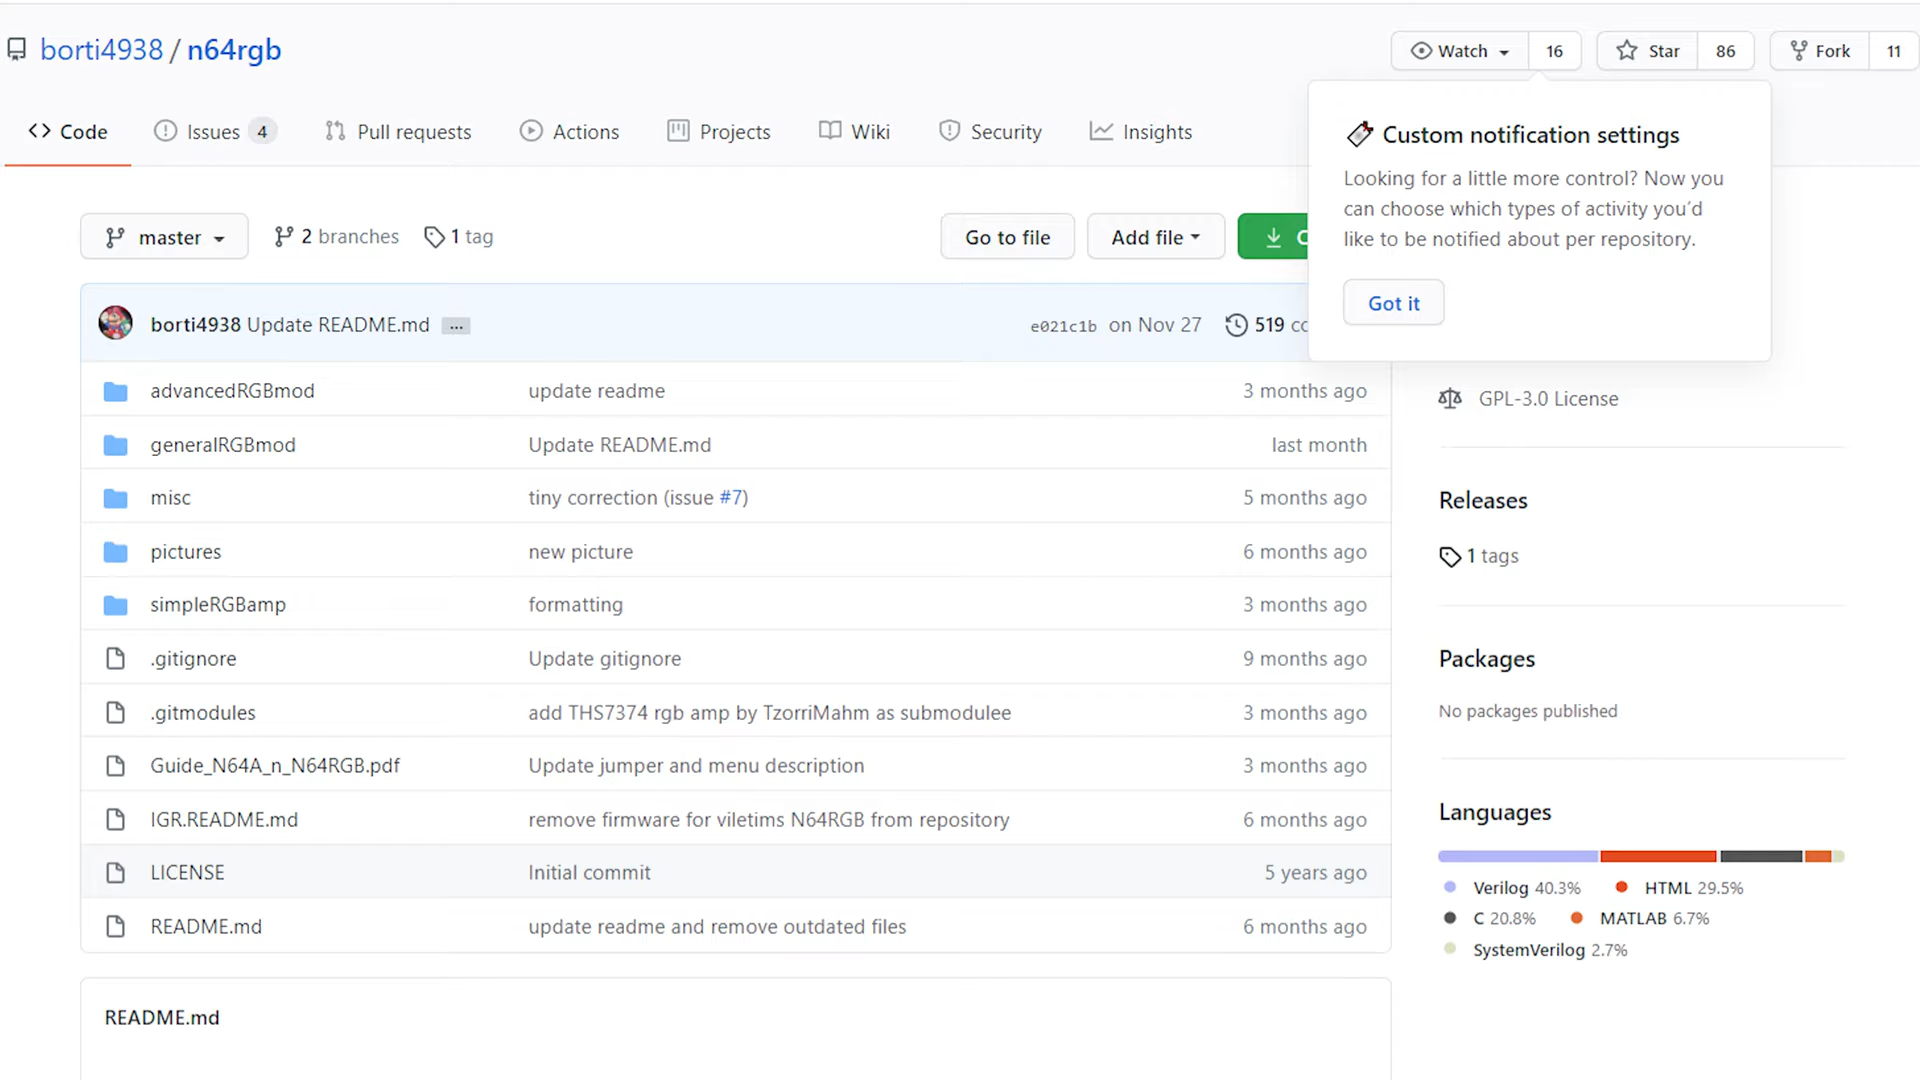 borti4938 / n64rgb
Watch 16 Star 86 Fork 11
Code Issues 4 Pull requests Actions Projects Wiki Security Insights
Custom notification settings
Looking for a little more control? Now you
can choose which types of activity you'd
like to be notified about per repository.
Got it
master 2 branches 1 tag Go to file Add file
borti4938 Update README.md ... e021c1b on Nov 27 519
advancedRGBmod update readme 3 months ago
generalRGBmod Update README.md last month
misc tiny correction (issue #7) 5 months ago
pictures new picture 6 months ago
simpleRGBamp formatting 3 months ago
.gitignore Update gitignore 9 months ago
.gitmodules add THS7374 rgb amp by TzorriMahm as submodulee 3 months ago
Guide_N64A_n_N64RGB.pdf Update jumper and menu description 3 months ago
IGR.README.md remove firmware for viletims N64RGB from repository 6 months ago
LICENSE Initial commit 5 years ago
README.md update readme and remove outdated files 6 months ago
README.md
GPL-3.0 License
Releases
1 tags
Packages
No packages published
Languages
Verilog 40.3% HTML 29.5%
C 20.8% MATLAB 6.7%
SystemVerilog 2.7%